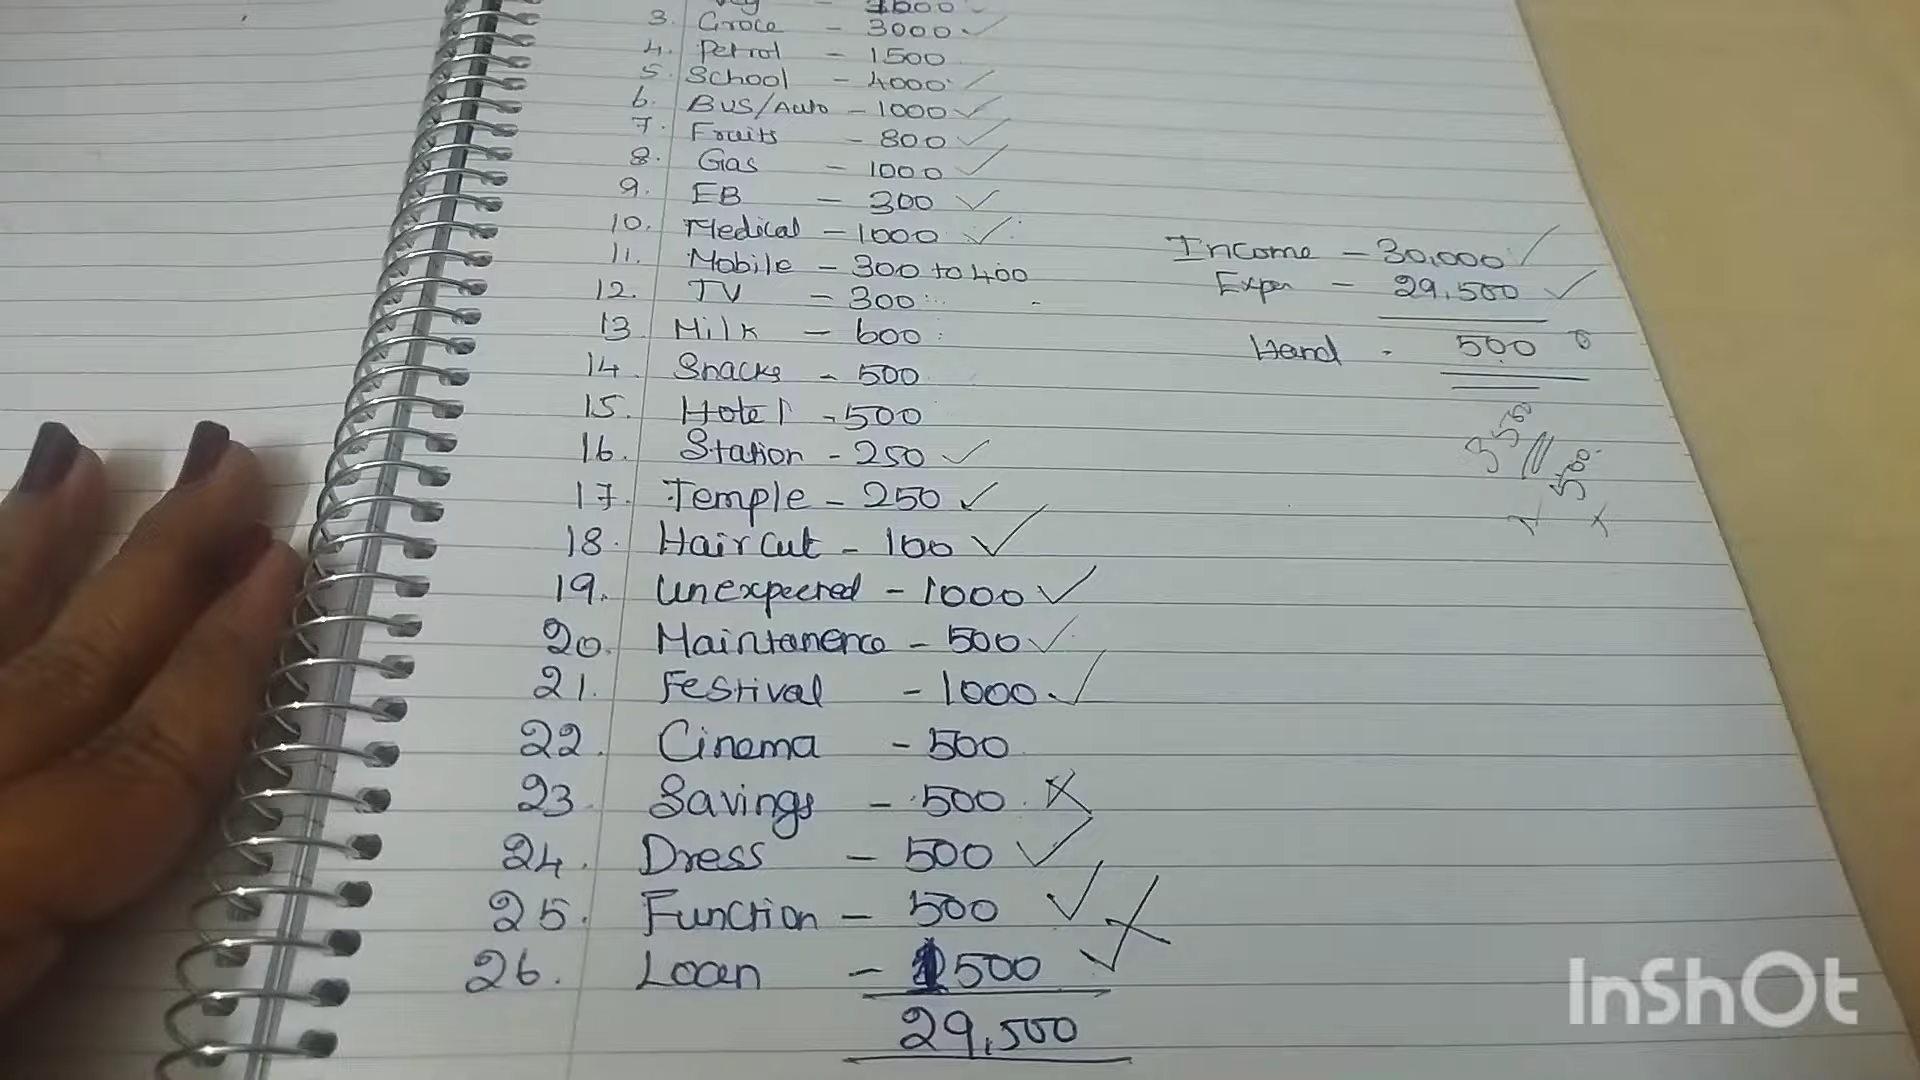 3. Groce - 3000 ✓
4. Petrol - 1500
5. School - 4000 ✓
6. BUS/Auto - 1000 ✓
7. Fruits - 800 ✓
8. Gas - 1000 ✓
9. EB - 300 ✓
10. Medical - 1000 ✓
11. Mobile - 300 to 400
12. TV - 300
13 Milk - 600
14. Snacks - 500
15. Hotel - 500
16. Station - 250 ✓
17. Temple - 250 ✓
18. Haircut - 100 ✓
19. Unexpected - 1000 ✓
20. Maintanence - 500 ✓
21. Festival - 1000 ✓
22. Cinema - 500
23. Savings - 500 X
24. Dress - 500 ✓
25. Function - 500 ✓
26. Loan - 1500 ✓
29,500
Income - 30,000 ✓
Expen - 29,500 ✓
Hand - 500
InShOt